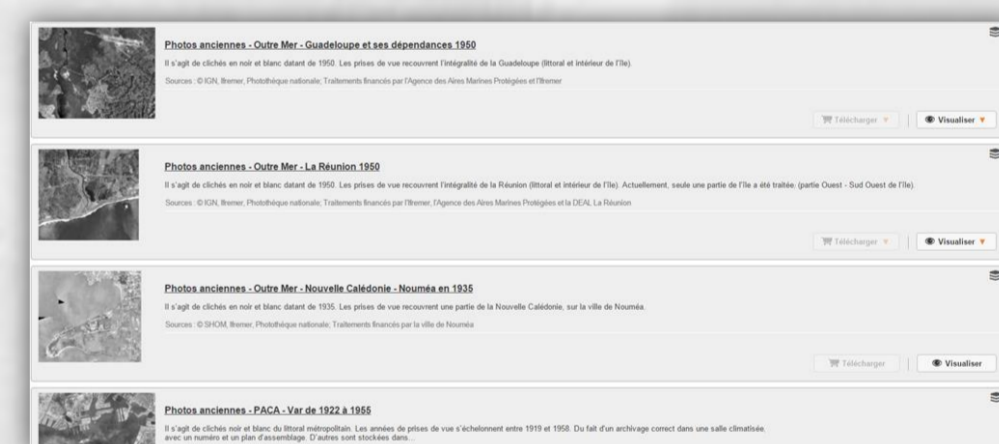 Photos anciennes - Outre Mer - Guadeloupe et ses dépendances 1950
Il s'agit de clichés en noir et blanc datant de 1950. Les prises de vue recouvrent l'intégralité de la Guadeloupe (littoral et intérieur de l'île).
Sources : © IGN, Ifremer, Photothèque nationale; Traitements financés par l'Agence des Aires Marines Protégées et l'Ifremer
Télécharger
Visualiser
Photos anciennes - Outre Mer - La Réunion 1950
Il s'agit de clichés en noir et blanc datant de 1950. Les prises de vue recouvrent l'intégralité de la Réunion (littoral et intérieur de l'île). Actuellement, seule une partie de l'île a été traitée. (partie Ouest - Sud Ouest de l'île).
Sources : © IGN, Ifremer, Photothèque nationale; Traitements financés par l'Ifremer, l'Agence des Aires Marines Protégées et la DEAL La Réunion
Télécharger
Visualiser
Photos anciennes - Outre Mer - Nouvelle Calédonie - Nouméa en 1935
Il s'agit de clichés en noir et blanc datant de 1935. Les prises de vue recouvrent une partie de la Nouvelle Calédonie, sur la ville de Nouméa.
Sources : © SHOM, Ifremer, Photothèque nationale; Traitements financés par la ville de Nouméa
Télécharger
Visualiser
Photos anciennes - PACA - Var de 1922 à 1955
Il s'agit de clichés noir et blanc du littoral métropolitain. Les années de prises de vue s'échelonnent entre 1919 et 1958. Du fait d'un archivage correct dans une salle climatisée,
avec un numéro et un plan d'assemblage. D'autres sont stockées dans...